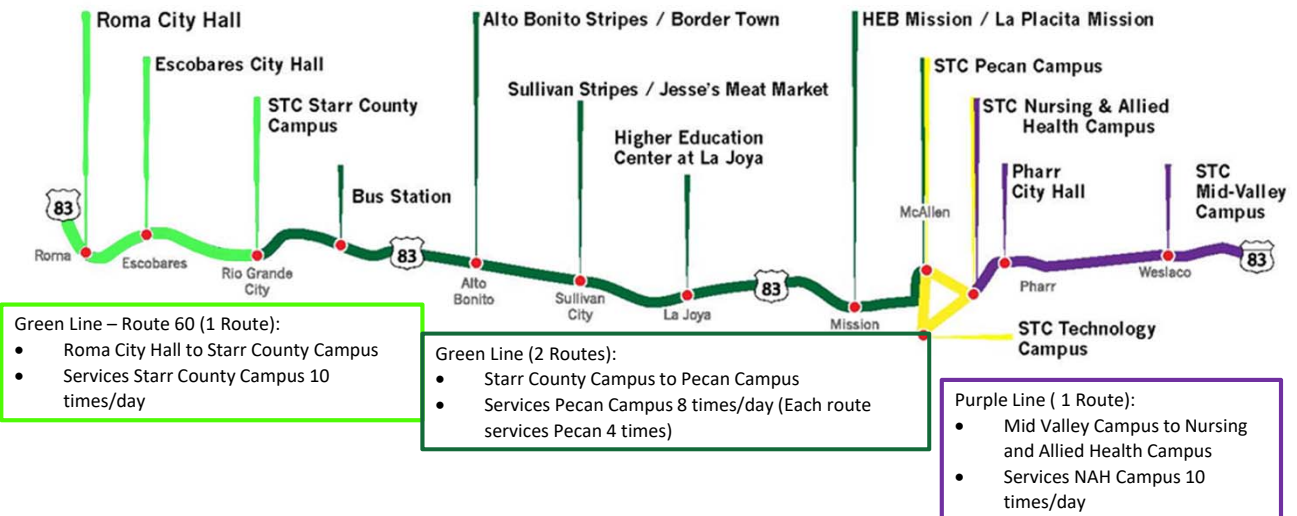 Roma City Hall
Escobares City Hall
STC Starr County
Campus
Bus Station
Alto Bonito Stripes / Border Town
Sullivan Stripes / Jesse's Meat Market
Higher Education
Center at La Joya
HEB Mission / La Placita Mission
STC Pecan Campus
STC Nursing & Allied
Health Campus
Pharr
City Hall
STC
Mid-Valley
Campus
McAllen
83
Roma
Escobares
Rio Grande
City
83
Alto
Bonito
Sullivan
City
La Joya
83
Mission
Pharr
Weslaco
83
STC Technology
Campus
Green Line – Route 60 (1 Route):
• Roma City Hall to Starr County Campus
• Services Starr County Campus 10
times/day
Green Line (2 Routes):
• Starr County Campus to Pecan Campus
• Services Pecan Campus 8 times/day (Each route
services Pecan 4 times)
Purple Line ( 1 Route):
• Mid Valley Campus to Nursing
and Allied Health Campus
• Services NAH Campus 10
times/day